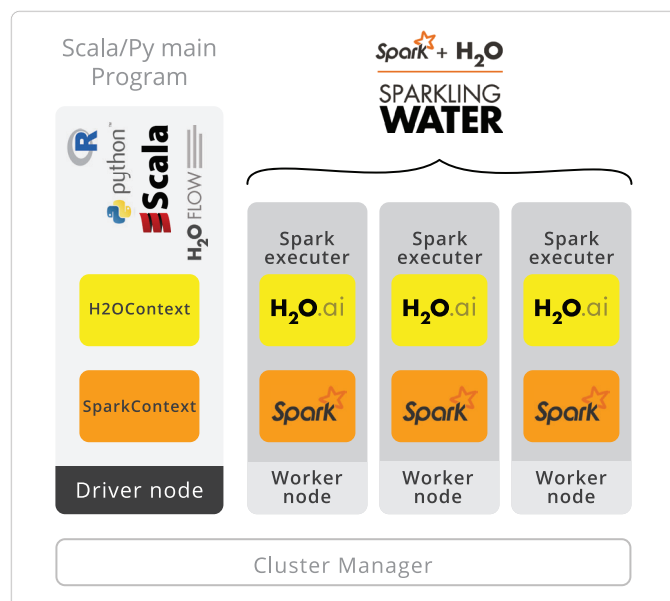 Scala/Py main
Program
Spark + H2O
SPARKLING
WATER
R
python™
Scala
H2O FLOW
Spark
executer
Spark
executer
Spark
executer
H2OContext
H2O.ai
H2O.ai
H2O.ai
SparkContext
Spark
Spark
Spark
Driver node
Worker
node
Worker
node
Worker
node
Cluster Manager